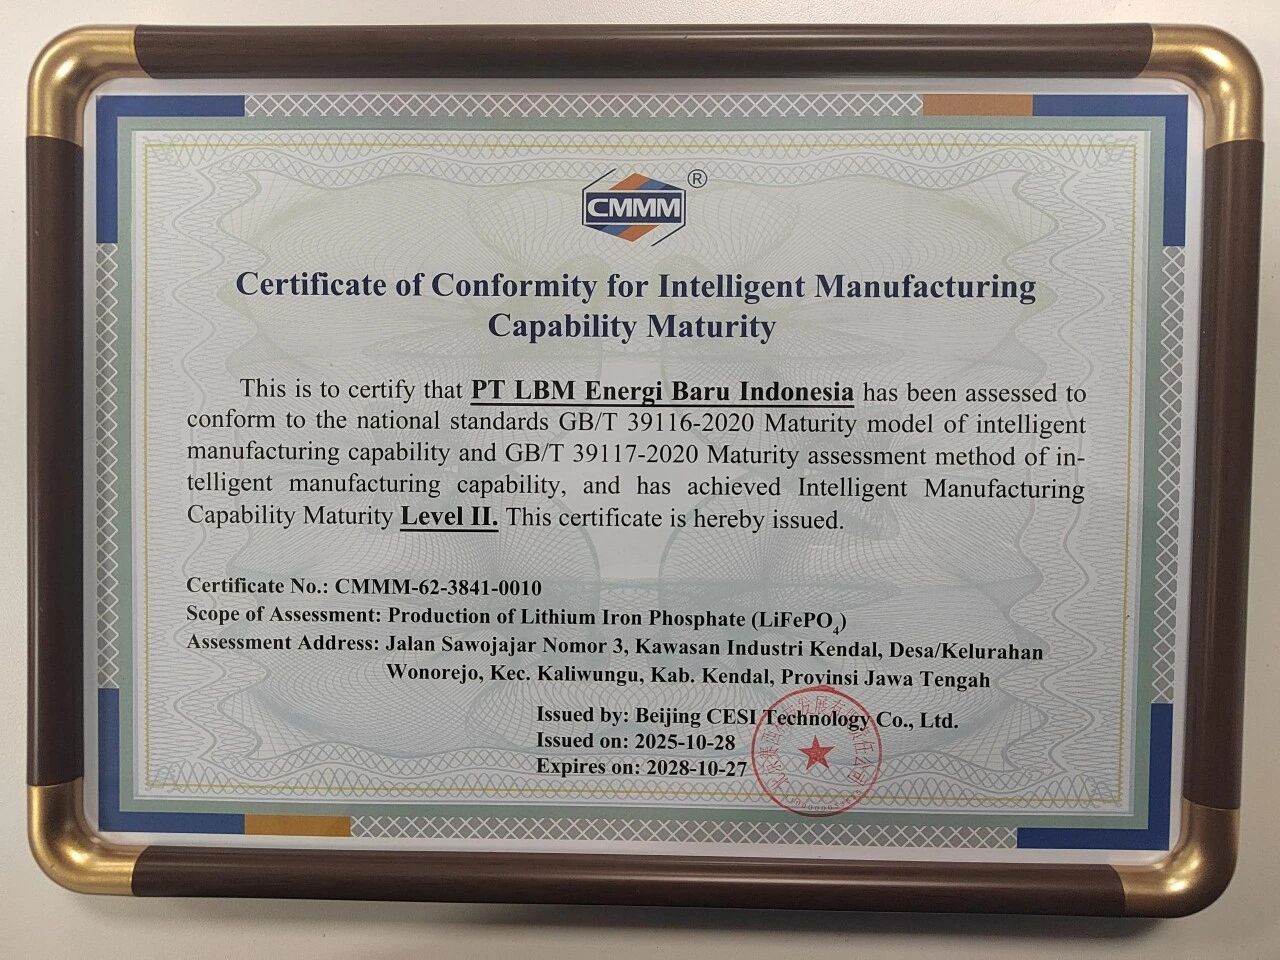 CMMM®
Certificate of Conformity for Intelligent Manufacturing
Capability Maturity
This is to certify that PT LBM Energi Baru Indonesia has been assessed to
conform to the national standards GB/T 39116-2020 Maturity model of intelligent
manufacturing capability and GB/T 39117-2020 Maturity assessment method of in-
telligent manufacturing capability, and has achieved Intelligent Manufacturing
Capability Maturity Level II. This certificate is hereby issued.
Certificate No.: CMMM-62-3841-0010
Scope of Assessment: Production of Lithium Iron Phosphate (LiFePO₄)
Assessment Address: Jalan Sawojajar Nomor 3, Kawasan Industri Kendal, Desa/Kelurahan
Wonorejo, Kec. Kaliwungu, Kab. Kendal, Provinsi Jawa Tengah
Issued by: Beijing CESI Technology Co., Ltd.
Issued on: 2025-10-28
Expires on: 2028-10-27